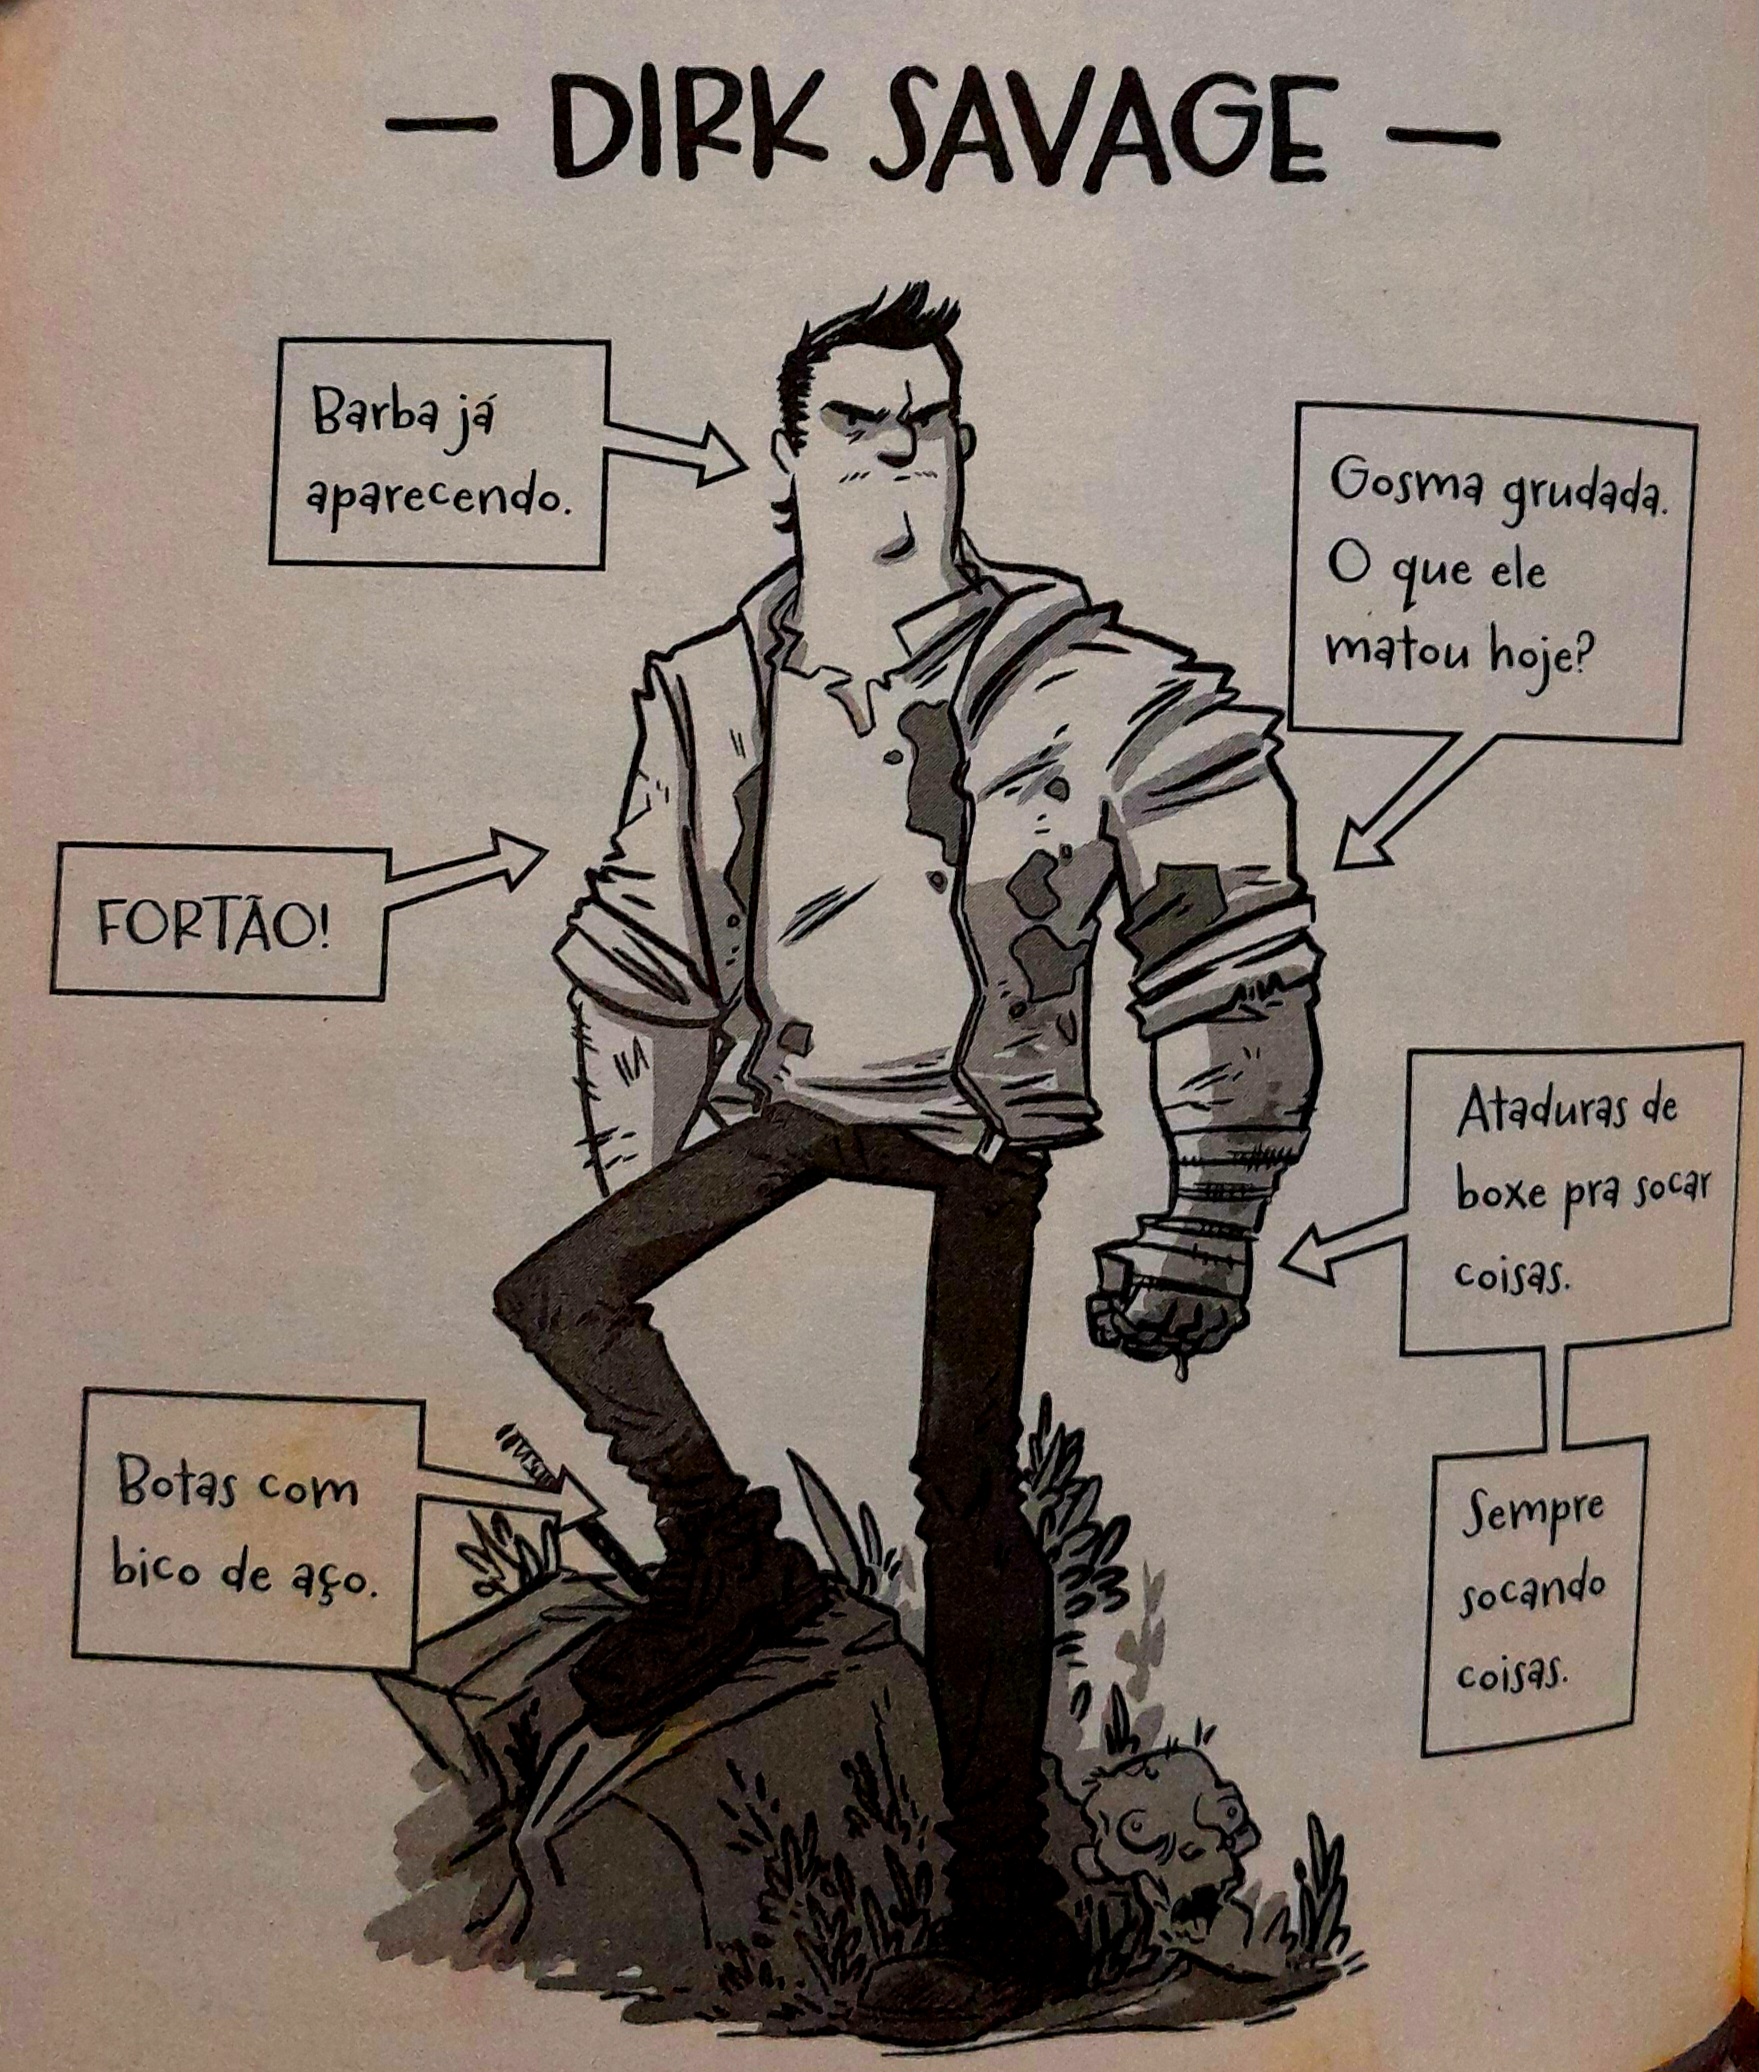 — DIRK SAVAGE —
Barba já
aparecendo.
Gosma grudada.
O que ele
matou hoje?
FORTÃO!
Ataduras de
boxe pra socar
coisas.
Botas com
bico de aço.
Sempre
socando
coisas.